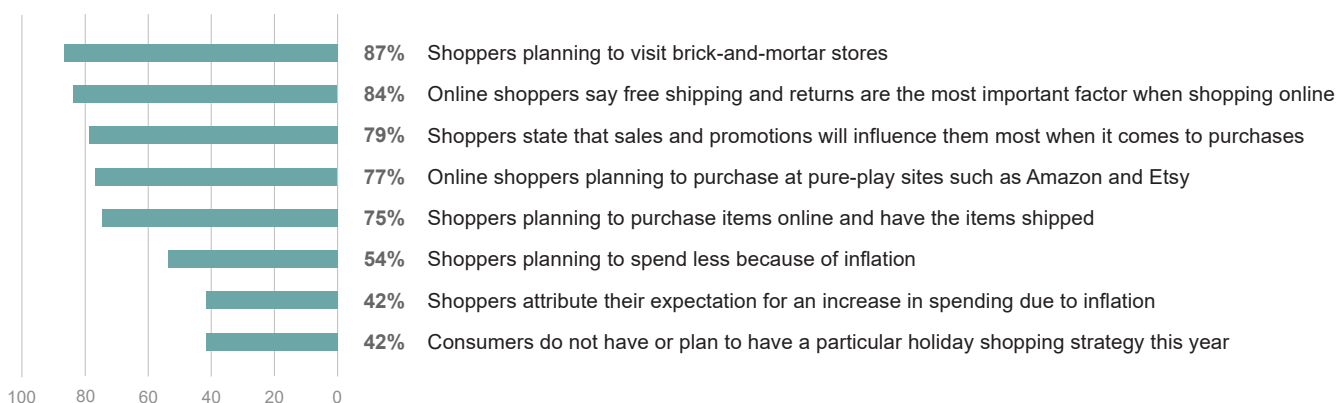 87% Shoppers planning to visit brick-and-mortar stores
84% Online shoppers say free shipping and returns are the most important factor when shopping online
79% Shoppers state that sales and promotions will influence them most when it comes to purchases
77% Online shoppers planning to purchase at pure-play sites such as Amazon and Etsy
75% Shoppers planning to purchase items online and have the items shipped
54% Shoppers planning to spend less because of inflation
42% Shoppers attribute their expectation for an increase in spending due to inflation
42% Consumers do not have or plan to have a particular holiday shopping strategy this year
100 80 60 40 20 0